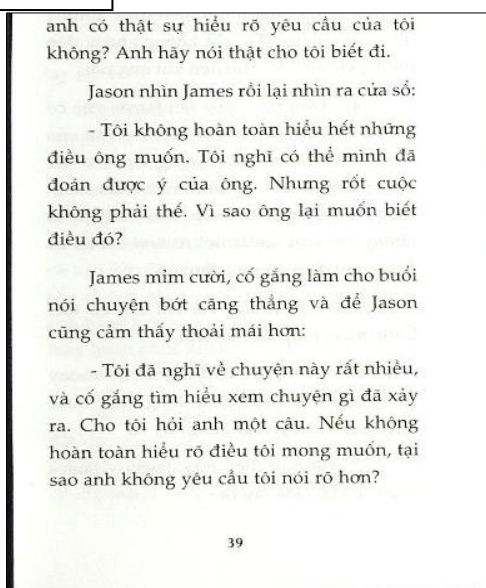 anh có thật sự hiểu rõ yêu cầu của tôi
không? Anh hãy nói thật cho tôi biết đi.
Jason nhìn James rồi lại nhìn ra cửa sổ:
- Tôi không hoàn toàn hiểu hết những
điều ông muốn. Tôi nghĩ có thể mình đã
đoán được ý của ông. Nhưng rốt cuộc
không phải thế. Vì sao ông lại muốn biết
điều đó?
James mỉm cười, cố gắng làm cho buổi
nói chuyện bớt căng thẳng và để Jason
cũng cảm thấy thoải mái hơn:
- Tôi đã nghĩ về chuyện này rất nhiều,
và cố gắng tìm hiểu xem chuyện gì đã xảy
ra. Cho tôi hỏi anh một câu. Nếu không
hoàn toàn hiểu rõ điều tôi mong muốn, tại
sao anh không yêu cầu tôi nói rõ hơn?
39